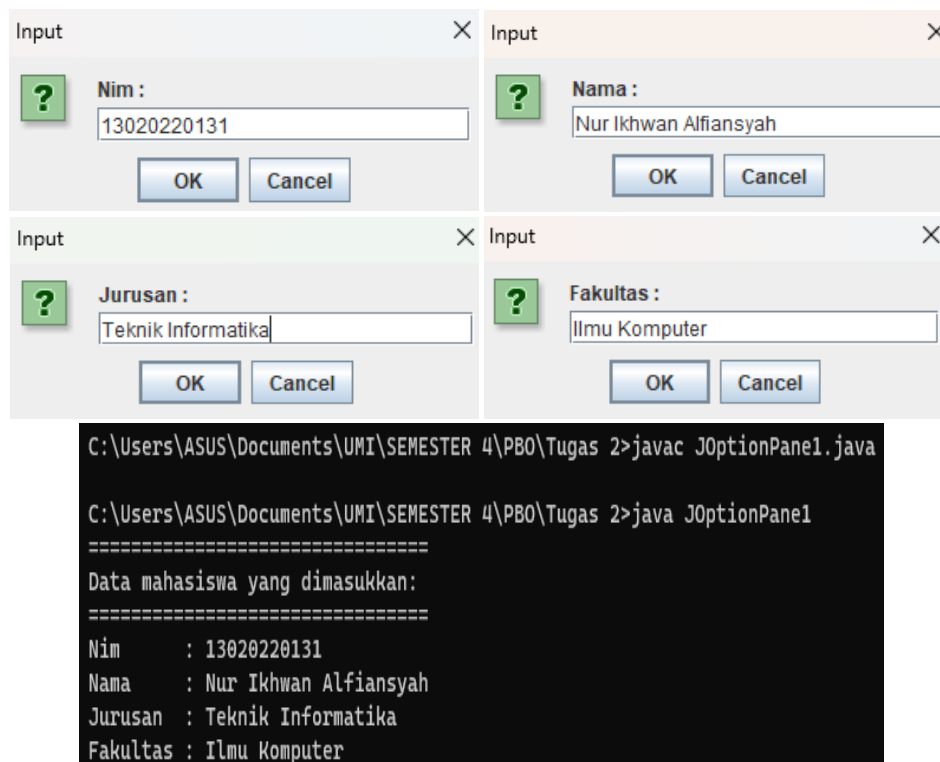 Input
Nim :
13020220131
OK Cancel
Input
Nama :
Nur Ikhwan Alfiansyah
OK Cancel
Input
Jurusan :
Teknik Informatika
OK Cancel
Input
Fakultas :
Ilmu Komputer
OK Cancel
C:\Users\ASUS\Documents\UMI\SEMESTER 4\PBO\Tugas 2>javac JOptionPane1.java
C:\Users\ASUS\Documents\UMI\SEMESTER 4\PBO\Tugas 2>java JOptionPane1
================================
Data mahasiswa yang dimasukkan:
================================
Nim : 13020220131
Nama : Nur Ikhwan Alfiansyah
Jurusan : Teknik Informatika
Fakultas : Ilmu Komputer